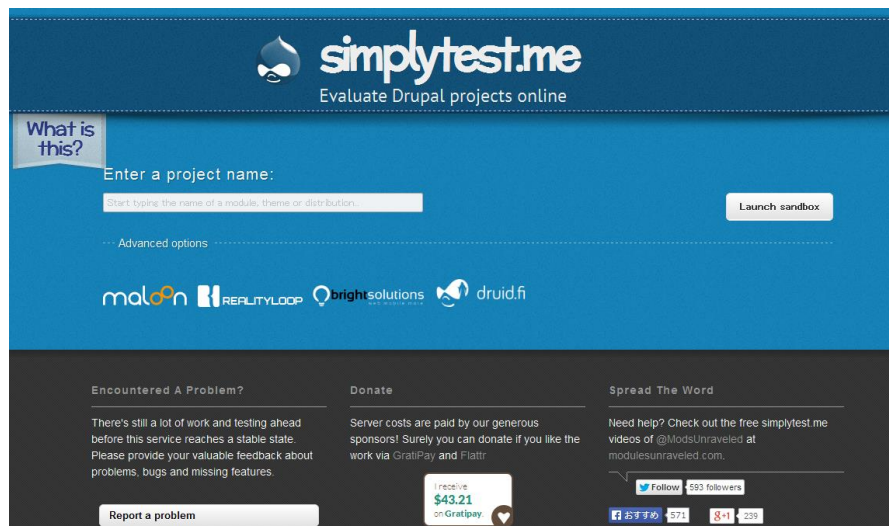 simplytest.me
Evaluate Drupal projects online
What is
this?
Enter a project name:
Start typing the name of a module, theme or distribution..
Launch sandbox
Advanced options
maloon
REALITYLOOP
brightsolutions
web mobile more
druid.fi
Encountered A Problem?
There's still a lot of work and testing ahead
before this service reaches a stable state.
Please provide your valuable feedback about
problems, bugs and missing features.
Report a problem
Donate
Server costs are paid by our generous
sponsors! Surely you can donate if you like the
work via GratiPay and Flattr
I receive
$43.21
on Gratipay.
Spread The Word
Need help? Check out the free simplytest.me
videos of @ModsUnraveled at
modulesunraveled.com.
Follow 593 followers
おすすめ 571
g+1 239